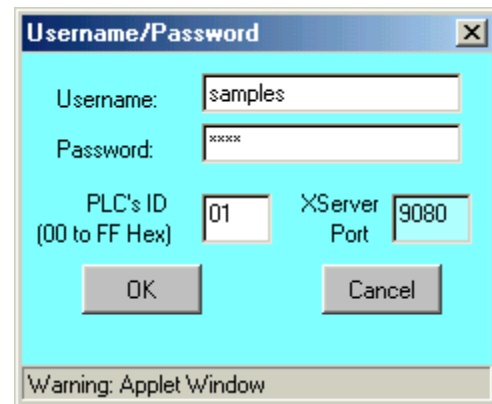 Username/Password
Username: samples
Password: ****
PLC's ID
(00 to FF Hex)
01
XServer
Port
9080
OK Cancel
Warning: Applet Window